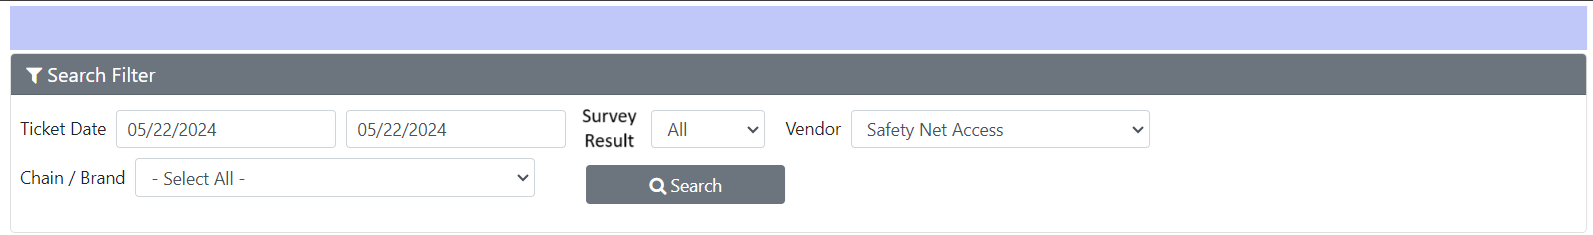 Search Filter
Ticket Date 05/22/2024 05/22/2024 Survey Result All Vendor Safety Net Access
Chain / Brand - Select All - Search